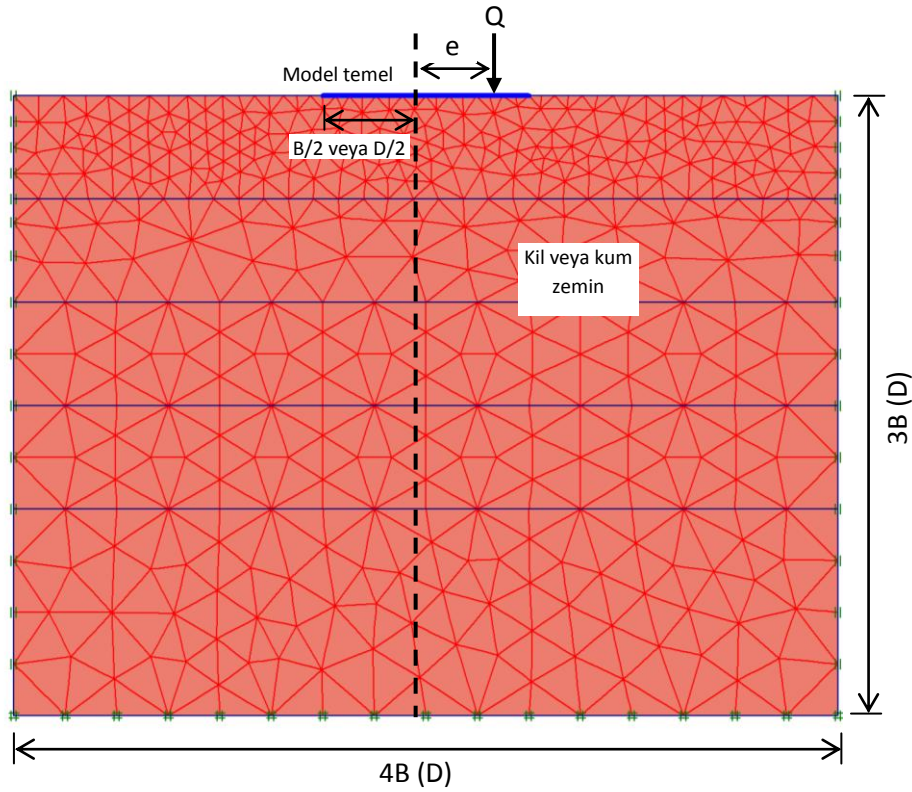 Q
e
Model temel
B/2 veya D/2
Kil veya kum
zemin
3B (D)
4B (D)